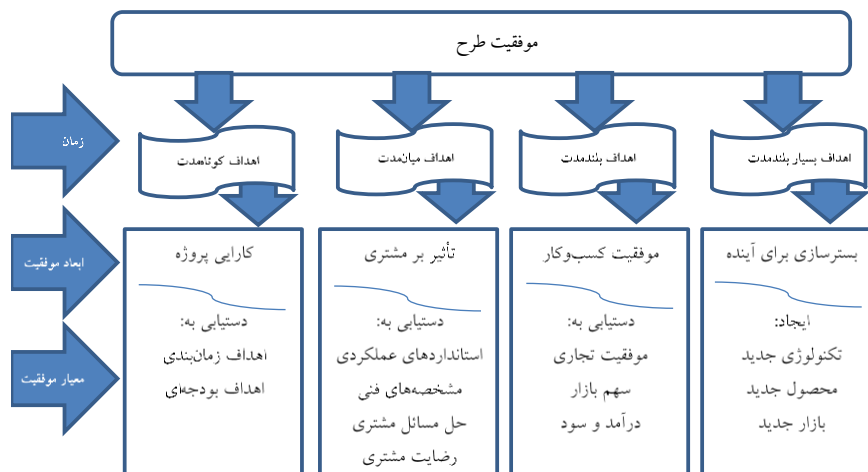 موفقیت طرح
زمان
اهداف کوتاه‌مدت
اهداف میان‌مدت
اهداف بلندمدت
اهداف بسیار بلندمدت
ابعاد موفقیت
کارایی پروژه
تأثیر بر مشتری
موفقیت کسب‌وکار
بسترسازی برای آینده
معیار موفقیت
دستیابی به:
اهداف زمان‌بندی
اهداف بودجه‌ای
دستیابی به:
استانداردهای عملکردی
مشخصه‌های فنی
حل مسائل مشتری
رضایت مشتری
دستیابی به:
موفقیت تجاری
سهم بازار
درآمد و سود
ایجاد:
تکنولوژی جدید
محصول جدید
بازار جدید